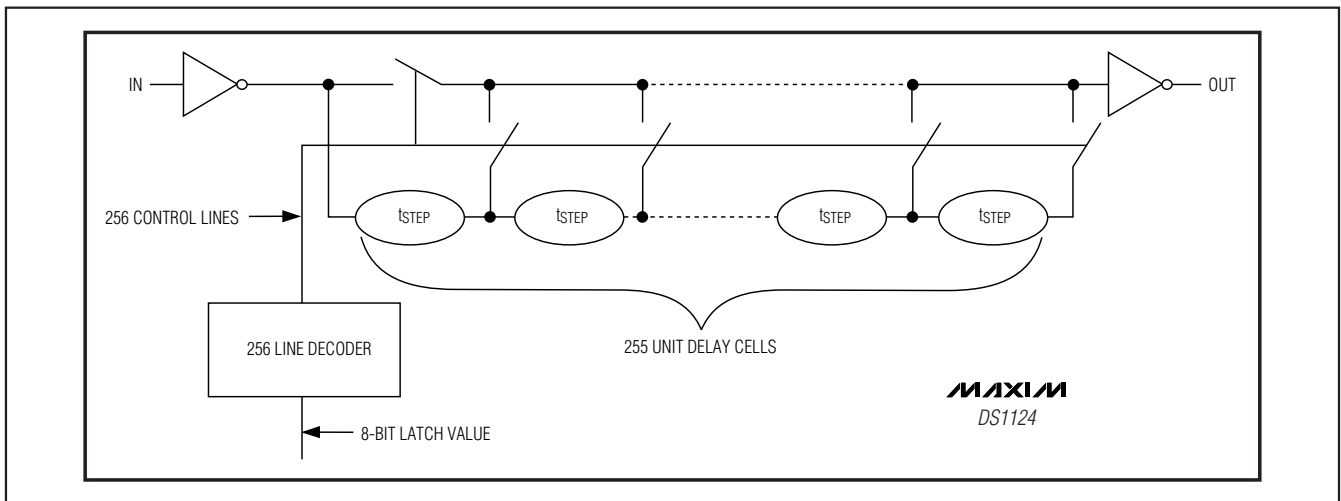 IN
OUT
256 CONTROL LINES
tSTEP
tSTEP
tSTEP
tSTEP
256 LINE DECODER
255 UNIT DELAY CELLS
MAXIM
DS1124
8-BIT LATCH VALUE